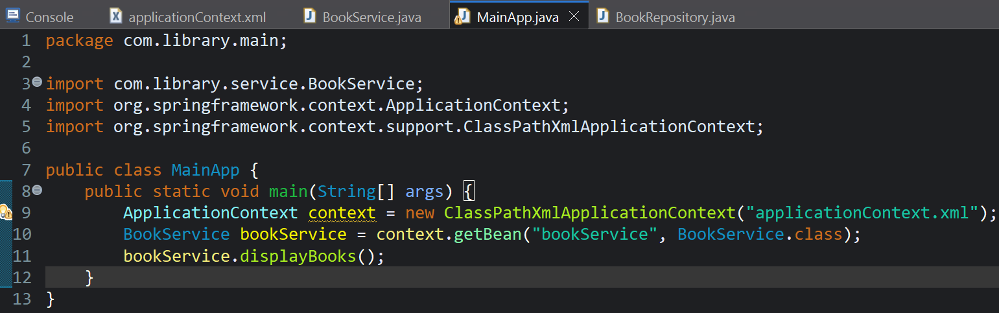 Console applicationContext.xml BookService.java MainApp.java BookRepository.java
1 package com.library.main;
2
3 import com.library.service.BookService;
4 import org.springframework.context.ApplicationContext;
5 import org.springframework.context.support.ClassPathXmlApplicationContext;
6
7 public class MainApp {
8     public static void main(String[] args) {
9         ApplicationContext context = new ClassPathXmlApplicationContext("applicationContext.xml");
10         BookService bookService = context.getBean("bookService", BookService.class);
11         bookService.displayBooks();
12     }
13 }